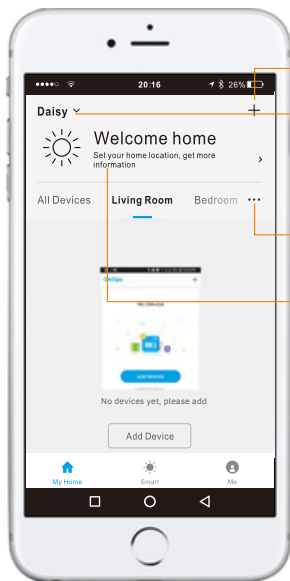 20:16
26%
Daisy
Welcome home
Set your home location, get more
information
All Devices
Living Room
Bedroom
No devices yet, please add
Add Device
My Home
Smart
Me